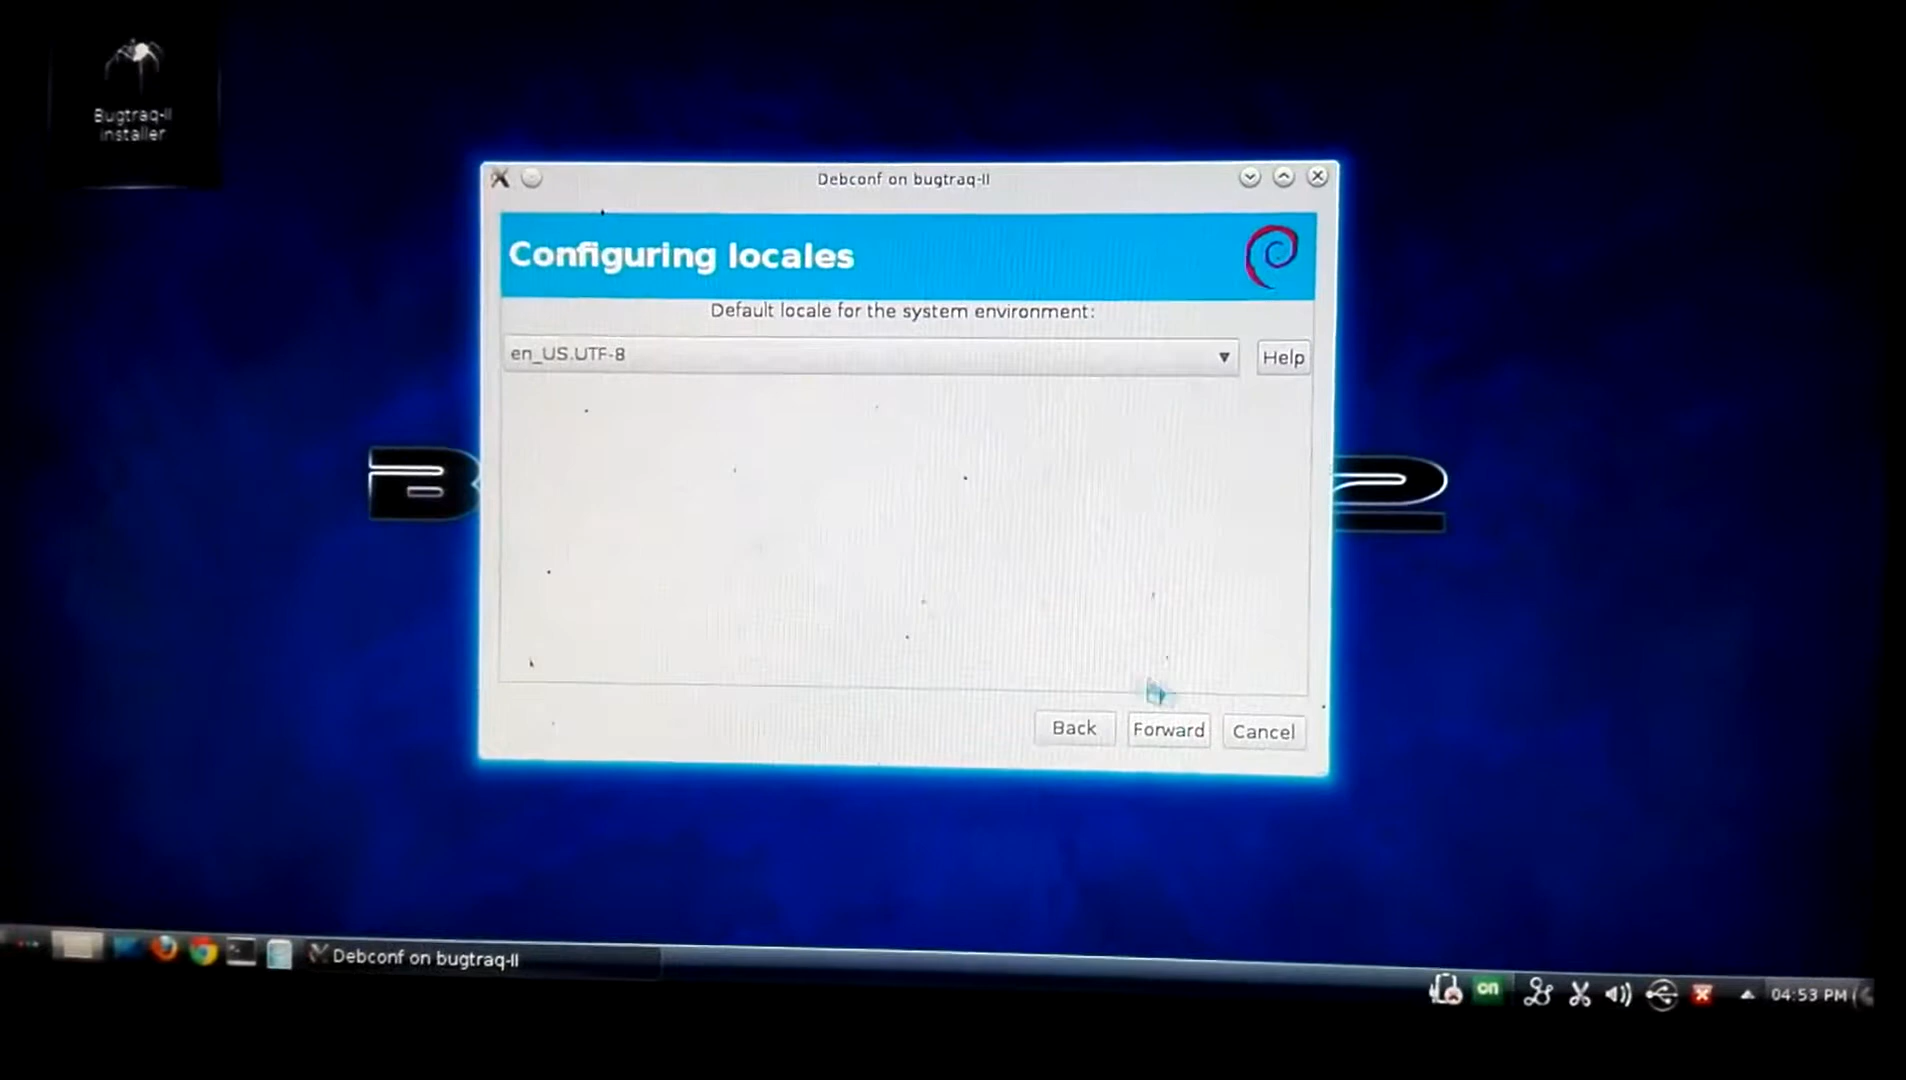 Bugtraq-II
installer
Debconf on bugtraq-II
Configuring locales
Default locale for the system environment:
en_US.UTF-8
Help
B
2
Back
Forward
Cancel
Debconf on bugtraq-II
on
04:53 PM